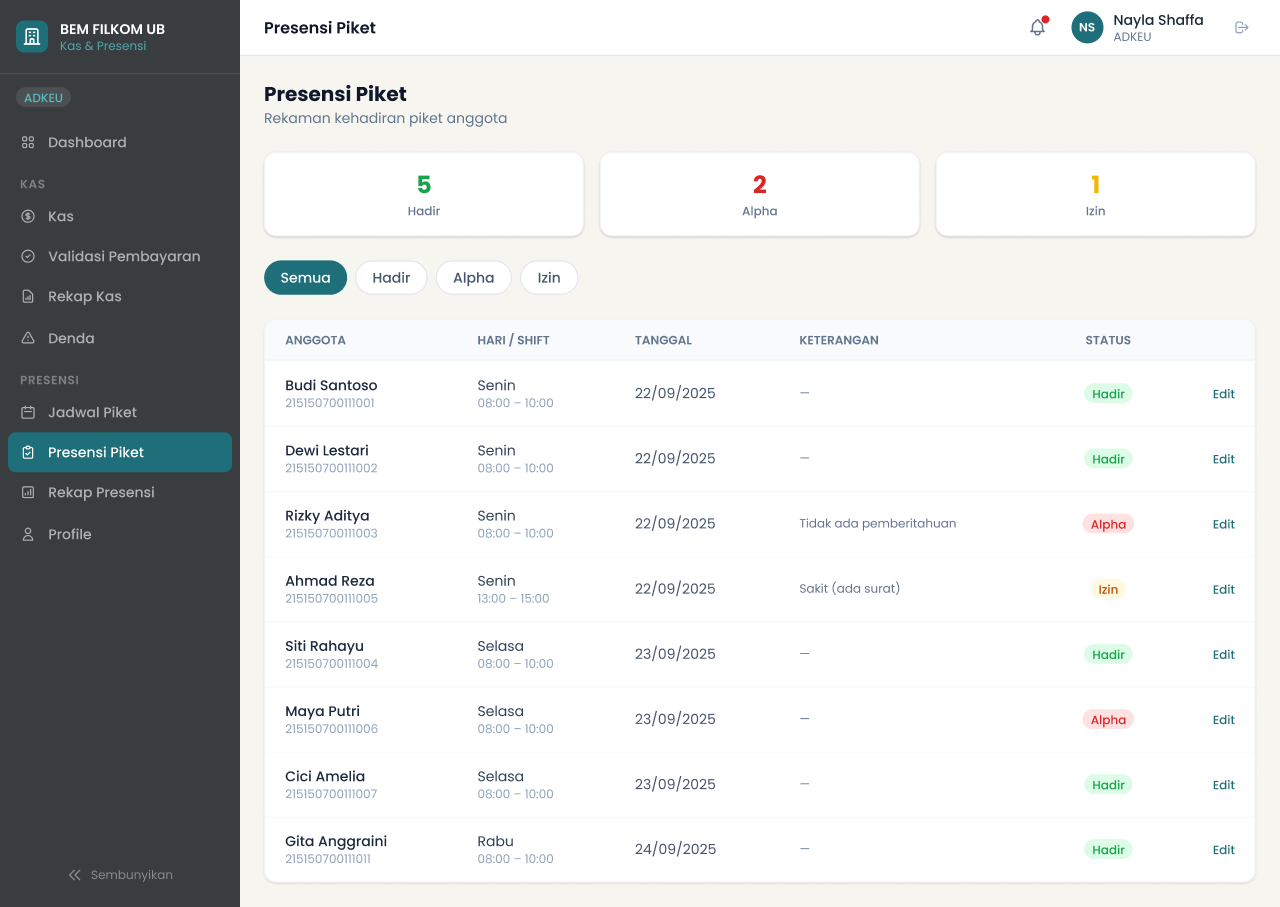 BEM FILKOM UB
Kas & Presensi
ADKEU
Dashboard
KAS
Kas
Validasi Pembayaran
Rekap Kas
Denda
PRESENSI
Jadwal Piket
Presensi Piket
Rekap Presensi
Profile
Sembunyikan
Presensi Piket
NS
Nayla Shaffa
ADKEU
Presensi Piket
Rekaman kehadiran piket anggota
5
Hadir
2
Alpha
1
Izin
Semua Hadir Alpha Izin
ANGGOTA HARI / SHIFT TANGGAL KETERANGAN STATUS
Budi Santoso Senin
215150700111001 08:00 – 10:00 22/09/2025 — Hadir Edit
Dewi Lestari Senin
215150700111002 08:00 – 10:00 22/09/2025 — Hadir Edit
Rizky Aditya Senin
215150700111003 08:00 – 10:00 22/09/2025 Tidak ada pemberitahuan Alpha Edit
Ahmad Reza Senin
215150700111005 13:00 – 15:00 22/09/2025 Sakit (ada surat) Izin Edit
Siti Rahayu Selasa
215150700111004 08:00 – 10:00 23/09/2025 — Hadir Edit
Maya Putri Selasa
215150700111006 08:00 – 10:00 23/09/2025 — Alpha Edit
Cici Amelia Selasa
215150700111007 08:00 – 10:00 23/09/2025 — Hadir Edit
Gita Anggraini Rabu
215150700111011 08:00 – 10:00 24/09/2025 — Hadir Edit